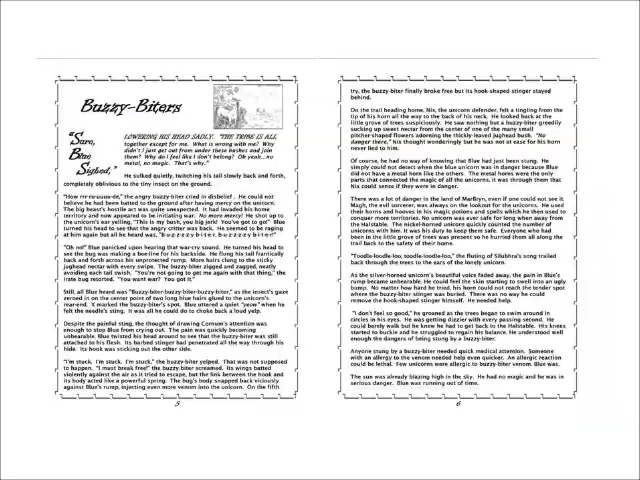 Buzzy-Biters
"Sure,
Blue
Sighed,"
LOWERING HIS HEAD SADLY. "THE TRIBE IS ALL,
together except for me. What is wrong with me? Why
didn't I just get out from under these bushes and join
them? Why do I feel like I don't belong? Oh yeah...no
metal, no magic. That's why."
He sulked quietly, twitching his tail slowly back and forth,
completely oblivious to the tiny insect on the ground.
the angry buzzy-biter cried in disbelief. He could not
believe he had been batted to the ground after having mercy on the unicorn.
The big beast's hostile act was quite unexpected. It had invaded his home
territory and now appeared to be initiating war. No more mercy! He shot up to
the unicorn's ear yelling, "This is my bush, you big jerk! You've got to go!" Blue
turned his head to see that the angry critter was back. He seemed to be raging
at him again but all he heard was, "B-u-z-z-z-y b-i-t-e-r, b-u-z-z-z-y b-i-t-e-r!"
"Oh no!" Blue panicked upon hearing that war-cry sound. He turned his head to
see the bug was making a bee-line for his backside. He flung his tail frantically
back and forth across his unprotected rump. More hairs clung to the sticky
jughead nectar with every swipe. The buzzy-biter zigged and zagged, neatly
avoiding each tail swish. "You're not going to get me again with that thing," the
irate bug retorted. "You want war? You got it!"
Still, all Blue heard was "Buzzy-biter-buzzy-biter-buzzy-biter," as the insect's gaze
zeroed in on the center point of two long blue hairs glued to the unicorn's
rear-end. X marked the buzzy-biter's spot. Blue uttered a quiet "yeow" when he
felt the needle's sting. It was all he could do to choke back a loud yelp.
Despite the painful sting, the thought of drawing Cornum's attention was
enough to stop Blue from crying out. The pain was quickly becoming
unbearable. Blue twisted his head around to see that the buzzy-biter was still
attached to his flesh. Its barbed stinger had penetrated all the way through his
hide. Its hook was sticking out the other side.
"I'm stuck, I'm stuck, I'm stuck," the buzzy-biter yelped. That was not supposed
to happen. "I must break free!" the buzzy-biter screamed. Its wings batted
violently against the air as it tried to escape, but the link between the hook and
its body acted like a powerful spring. The bug's body snapped back viciously
against Blue's rump, injecting even more venom into the unicorn. On the fifth
5
try, the buzzy-biter finally broke free but its hook-shaped stinger stayed
behind.
On the trail heading home, Nix, the unicorn defender, felt a tingling from the
tip of his horn all the way to the back of his neck. He looked back at the
little grove of trees suspiciously. He saw nothing but a buzzy-biter greedily
sucking up sweet nectar from the center of one of the many small
pitcher-shaped flowers adorning the thickly-leaved jughead bush. "No
danger there," Nix thought wonderingly but he was not at ease for his horn
never lied to him.
Of course, he had no way of knowing that Blue had just been stung. He
simply could not detect when the blue unicorn was in danger because Blue
did not have a metal horn like the others. The metal horns were the only
parts that connected the magic of all the unicorns. It was through them that
Nix could sense if they were in danger.
There was a lot of danger in the land of MarBryn, even if one could not see it.
Magh, the evil sorcerer, was always on the lookout for the unicorns. He used
their horns and hooves in his magic potions and spells which he then used to
conquer more territories. No unicorn was ever safe for long when away from
the Halstable. The nickel-horned unicorn quickly counted the number of
unicorns with him. It was his duty to keep them safe. Everyone who had
been in the little grove of trees was present so he hurried them all along the
trail back to the safety of their home.
"Toodle-loodle-loo, toodle-loodle-loo," the fluting of Silubhra's song trailed
back through the trees to the ears of the lonely unicorn.
As the silver-horned unicorn's beautiful voice faded away, the pain in Blue's
rump became unbearable. He could feel the skin starting to swell into an ugly
bump. No matter how hard he tried, his horn could not reach the tender spot
where the buzzy-biter stinger was buried. There was no way he could
remove the hook-shaped stinger himself. He needed help.
"I don't feel so good," he groaned as the trees began to swim around in
circles in his eyes. He was getting dizzier with every passing second. He
could barely walk but he knew he had to get back to the Halstable. His knees
started to buckle and he struggled to regain his balance. He understood well
enough the dangers of being stung by a buzzy-biter.
Anyone stung by a buzzy-biter needed quick medical attention. Someone
with an allergy to the venom needed help even quicker. An allergic reaction
could be lethal. Few unicorns were allergic to buzzy-biter venom. Blue was.
The sun was already blazing high in the sky. He had no magic and he was in
serious danger. Blue was running out of time.
6